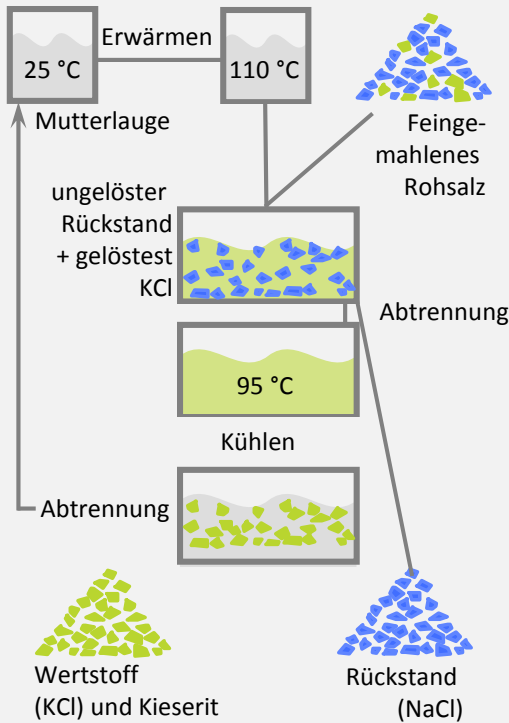 Erwärmen
25 °C
110 °C
Mutterlauge
Feinge-
mahlenes
Rohsalz
ungelöster
Rückstand
+ gelöstest
KCl
Abtrennung
95 °C
Kühlen
Abtrennung
Wertstoff
(KCl) und Kieserit
Rückstand
(NaCl)